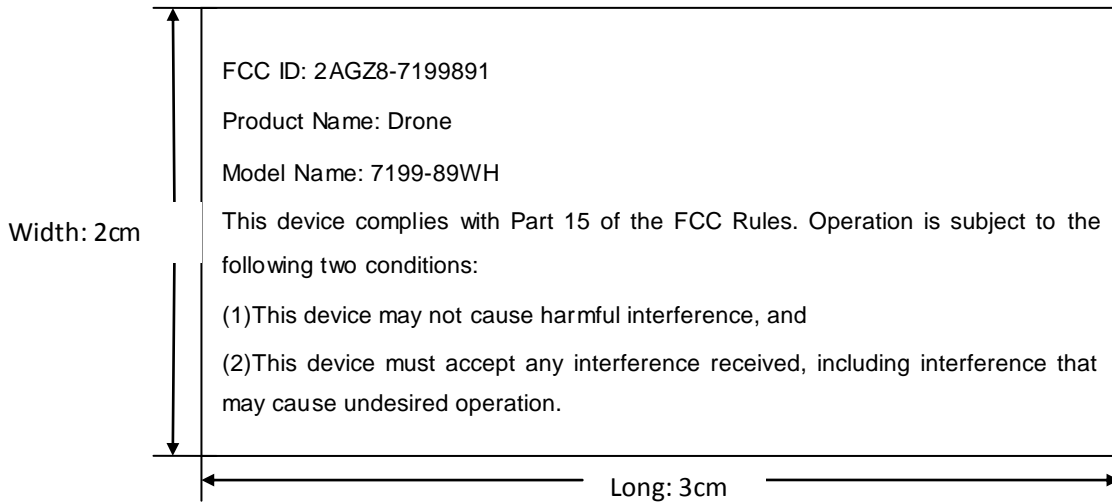 FCC ID: 2AGZ8-7199891
Product Name: Drone
Model Name: 7199-89WH
Width: 2cm
This device complies with Part 15 of the FCC Rules. Operation is subject to the
following two conditions:
(1)This device may not cause harmful interference, and
(2)This device must accept any interference received, including interference that
may cause undesired operation.
Long: 3cm